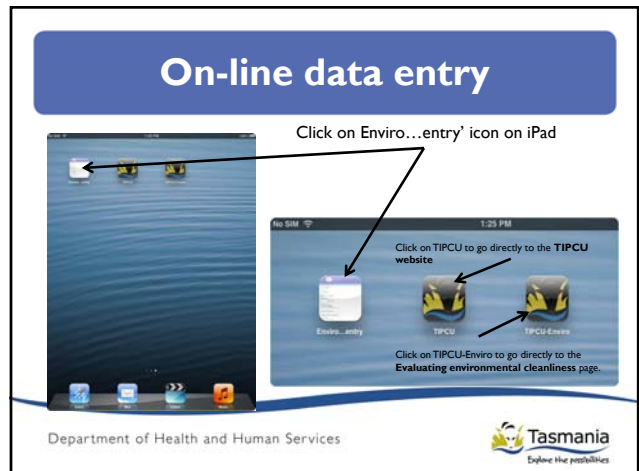 On-line data entry
Click on Enviro…entry’ icon on iPad
No SIM
1:25 PM
Click on TIPCU to go directly to the TIPCU
website
Enviro...entry
TIPCU
TIPCU-Enviro
Click on TIPCU-Enviro to go directly to the
Evaluating environmental cleanliness page.
Department of Health and Human Services
Tasmania
Explore the possibilities